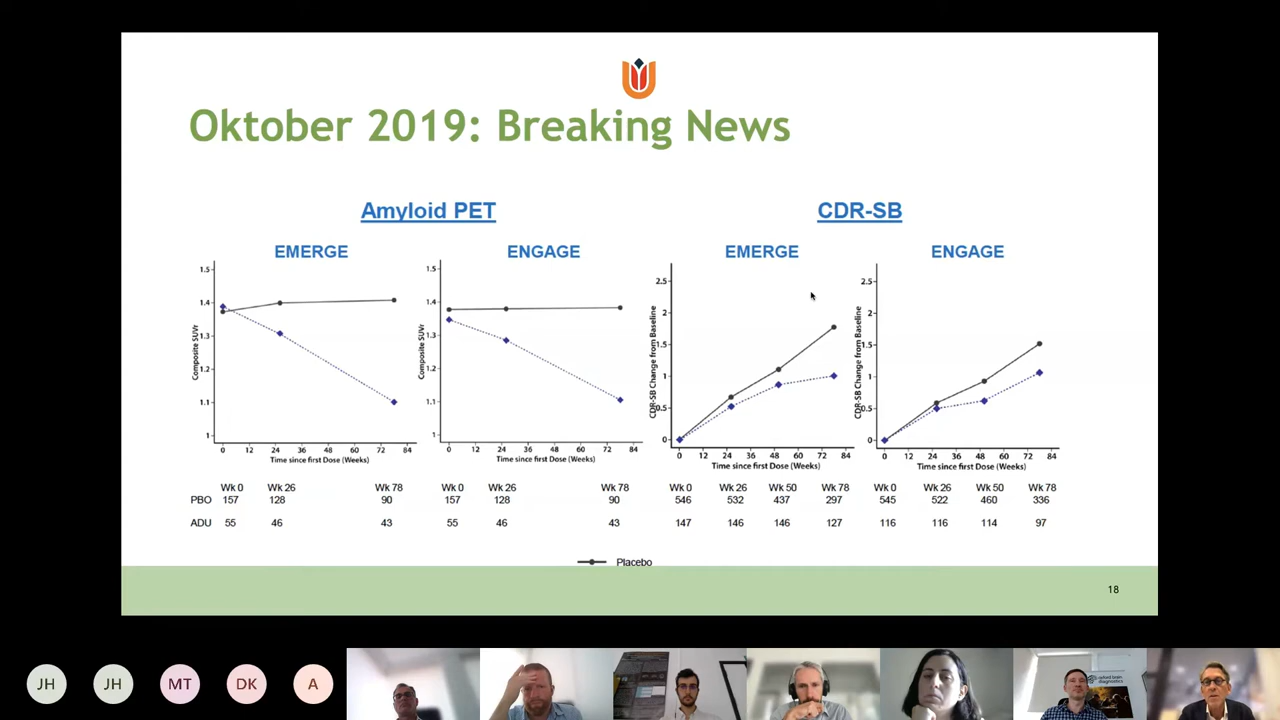 Oktober 2019: Breaking News
Amyloid PET
CDR-SB
EMERGE
ENGAGE
EMERGE
ENGAGE
Composite SUVr
1.5
1.4
1.3
1.2
1.1
1
0 12 24 36 48 60 72 84
Time since first Dose (Weeks)
Composite SUVr
1.5
1.4
1.3
1.2
1.1
1
0 12 24 36 48 60 72 84
Time since first Dose (Weeks)
CDR-SB Change from Baseline
2.5
2
1.5
1
0.5
0
0 12 24 36 48 60 72 84
Time since first Dose (Weeks)
CDR-SB Change from Baseline
2.5
2
1.5
1
0.5
0
0 12 24 36 48 60 72 84
Time since first Dose (Weeks)
Wk 0 Wk 26 Wk 78 Wk 0 Wk 26 Wk 78 Wk 0 Wk 26 Wk 50 Wk 78 Wk 0 Wk 26 Wk 50 Wk 78
PBO 157 128 90 157 128 90 546 532 437 297 545 522 460 336
ADU 55 46 43 55 46 43 147 146 146 127 116 116 114 97
Placebo
18
JH JH MT DK A
oxford brain
diagnostics